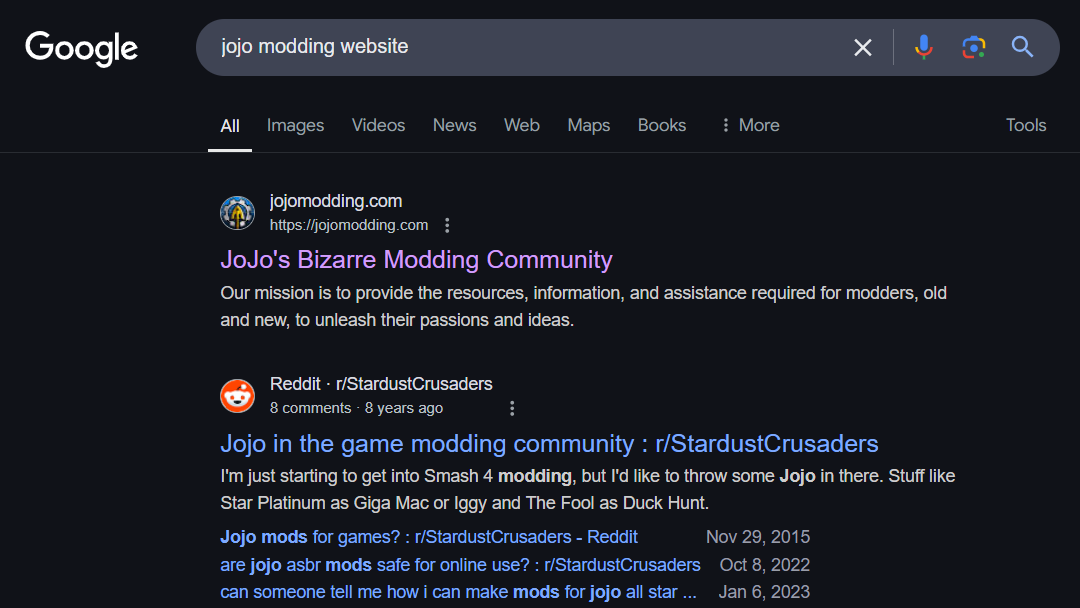 Google
jojo modding website
All Images Videos News Web Maps Books More Tools
jojomodding.com
https://jojomodding.com
JoJo's Bizarre Modding Community
Our mission is to provide the resources, information, and assistance required for modders, old
and new, to unleash their passions and ideas.
Reddit · r/StardustCrusaders
8 comments · 8 years ago
Jojo in the game modding community : r/StardustCrusaders
I'm just starting to get into Smash 4 modding, but I'd like to throw some Jojo in there. Stuff like
Star Platinum as Giga Mac or Iggy and The Fool as Duck Hunt.
Jojo mods for games? : r/StardustCrusaders - Reddit Nov 29, 2015
are jojo asbr mods safe for online use? : r/StardustCrusaders Oct 8, 2022
can someone tell me how i can make mods for jojo all star ... Jan 6, 2023